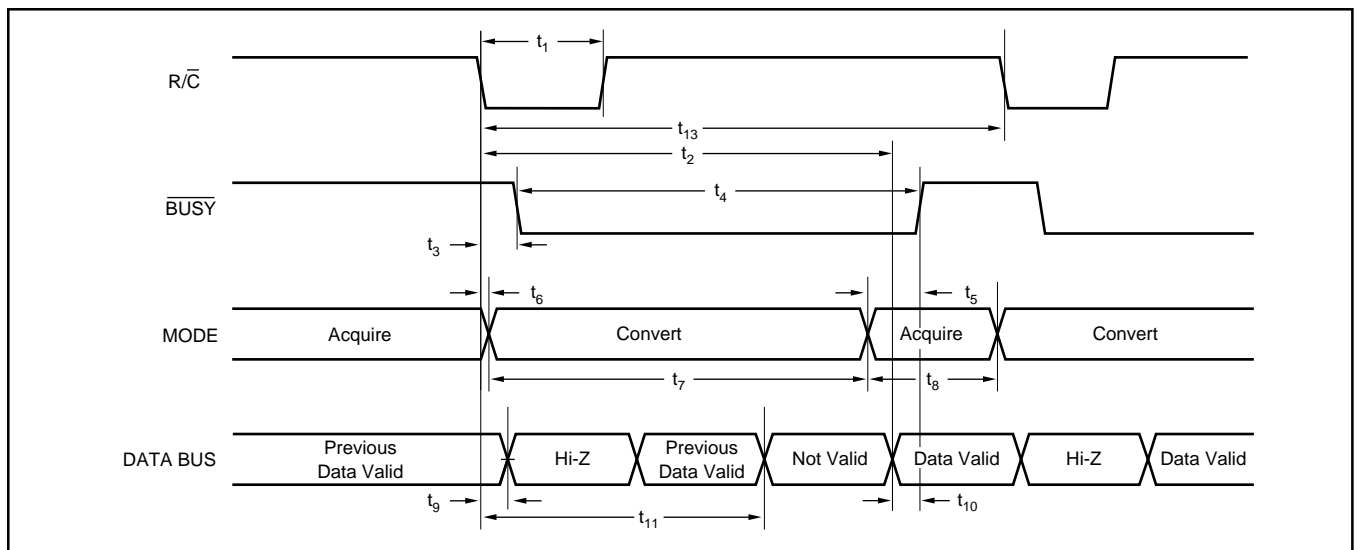 t₁
R/C̅
t₁₃
t₂
t₄
B̅U̅S̅Y̅
t₃
t₆
t₅
MODE
Acquire
Convert
Acquire
Convert
t₇
t₈
DATA BUS
Previous
Data Valid
Hi-Z
Previous
Data Valid
Not Valid
Data Valid
Hi-Z
Data Valid
t₉
t₁₀
t₁₁